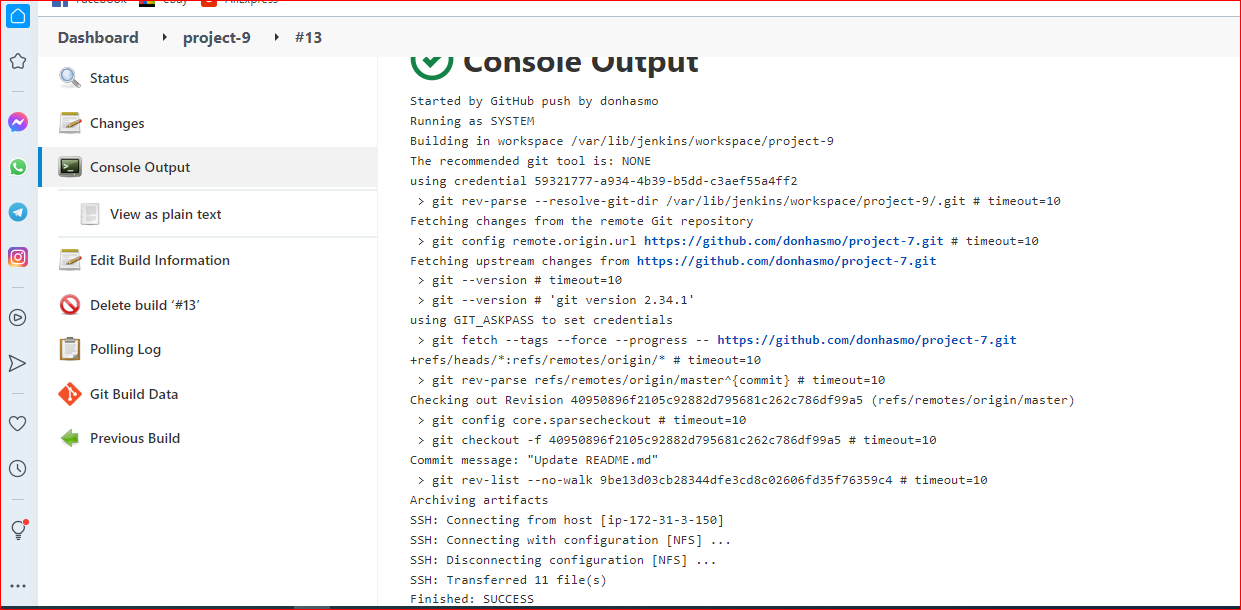 Dashboard project-9 #13
Status
Changes
Console Output
View as plain text
Edit Build Information
Delete build ‘#13’
Polling Log
Git Build Data
Previous Build
Console Output
Started by GitHub push by donhasmo
Running as SYSTEM
Building in workspace /var/lib/jenkins/workspace/project-9
The recommended git tool is: NONE
using credential 59321777-a934-4b39-b5dd-c3aef55a4ff2
> git rev-parse --resolve-git-dir /var/lib/jenkins/workspace/project-9/.git # timeout=10
Fetching changes from the remote Git repository
> git config remote.origin.url https://github.com/donhasmo/project-7.git # timeout=10
Fetching upstream changes from https://github.com/donhasmo/project-7.git
> git --version # timeout=10
> git --version # 'git version 2.34.1'
using GIT_ASKPASS to set credentials
> git fetch --tags --force --progress -- https://github.com/donhasmo/project-7.git
+refs/heads/*:refs/remotes/origin/* # timeout=10
> git rev-parse refs/remotes/origin/master^{commit} # timeout=10
Checking out Revision 40950896f2105c92882d795681c262c786df99a5 (refs/remotes/origin/master)
> git config core.sparsecheckout # timeout=10
> git checkout -f 40950896f2105c92882d795681c262c786df99a5 # timeout=10
Commit message: "Update README.md"
> git rev-list --no-walk 9be13d03cb28344dfe3cd8c02606fd35f76359c4 # timeout=10
Archiving artifacts
SSH: Connecting from host [ip-172-31-3-150]
SSH: Connecting with configuration [NFS] ...
SSH: Disconnecting configuration [NFS] ...
SSH: Transferred 11 file(s)
Finished: SUCCESS